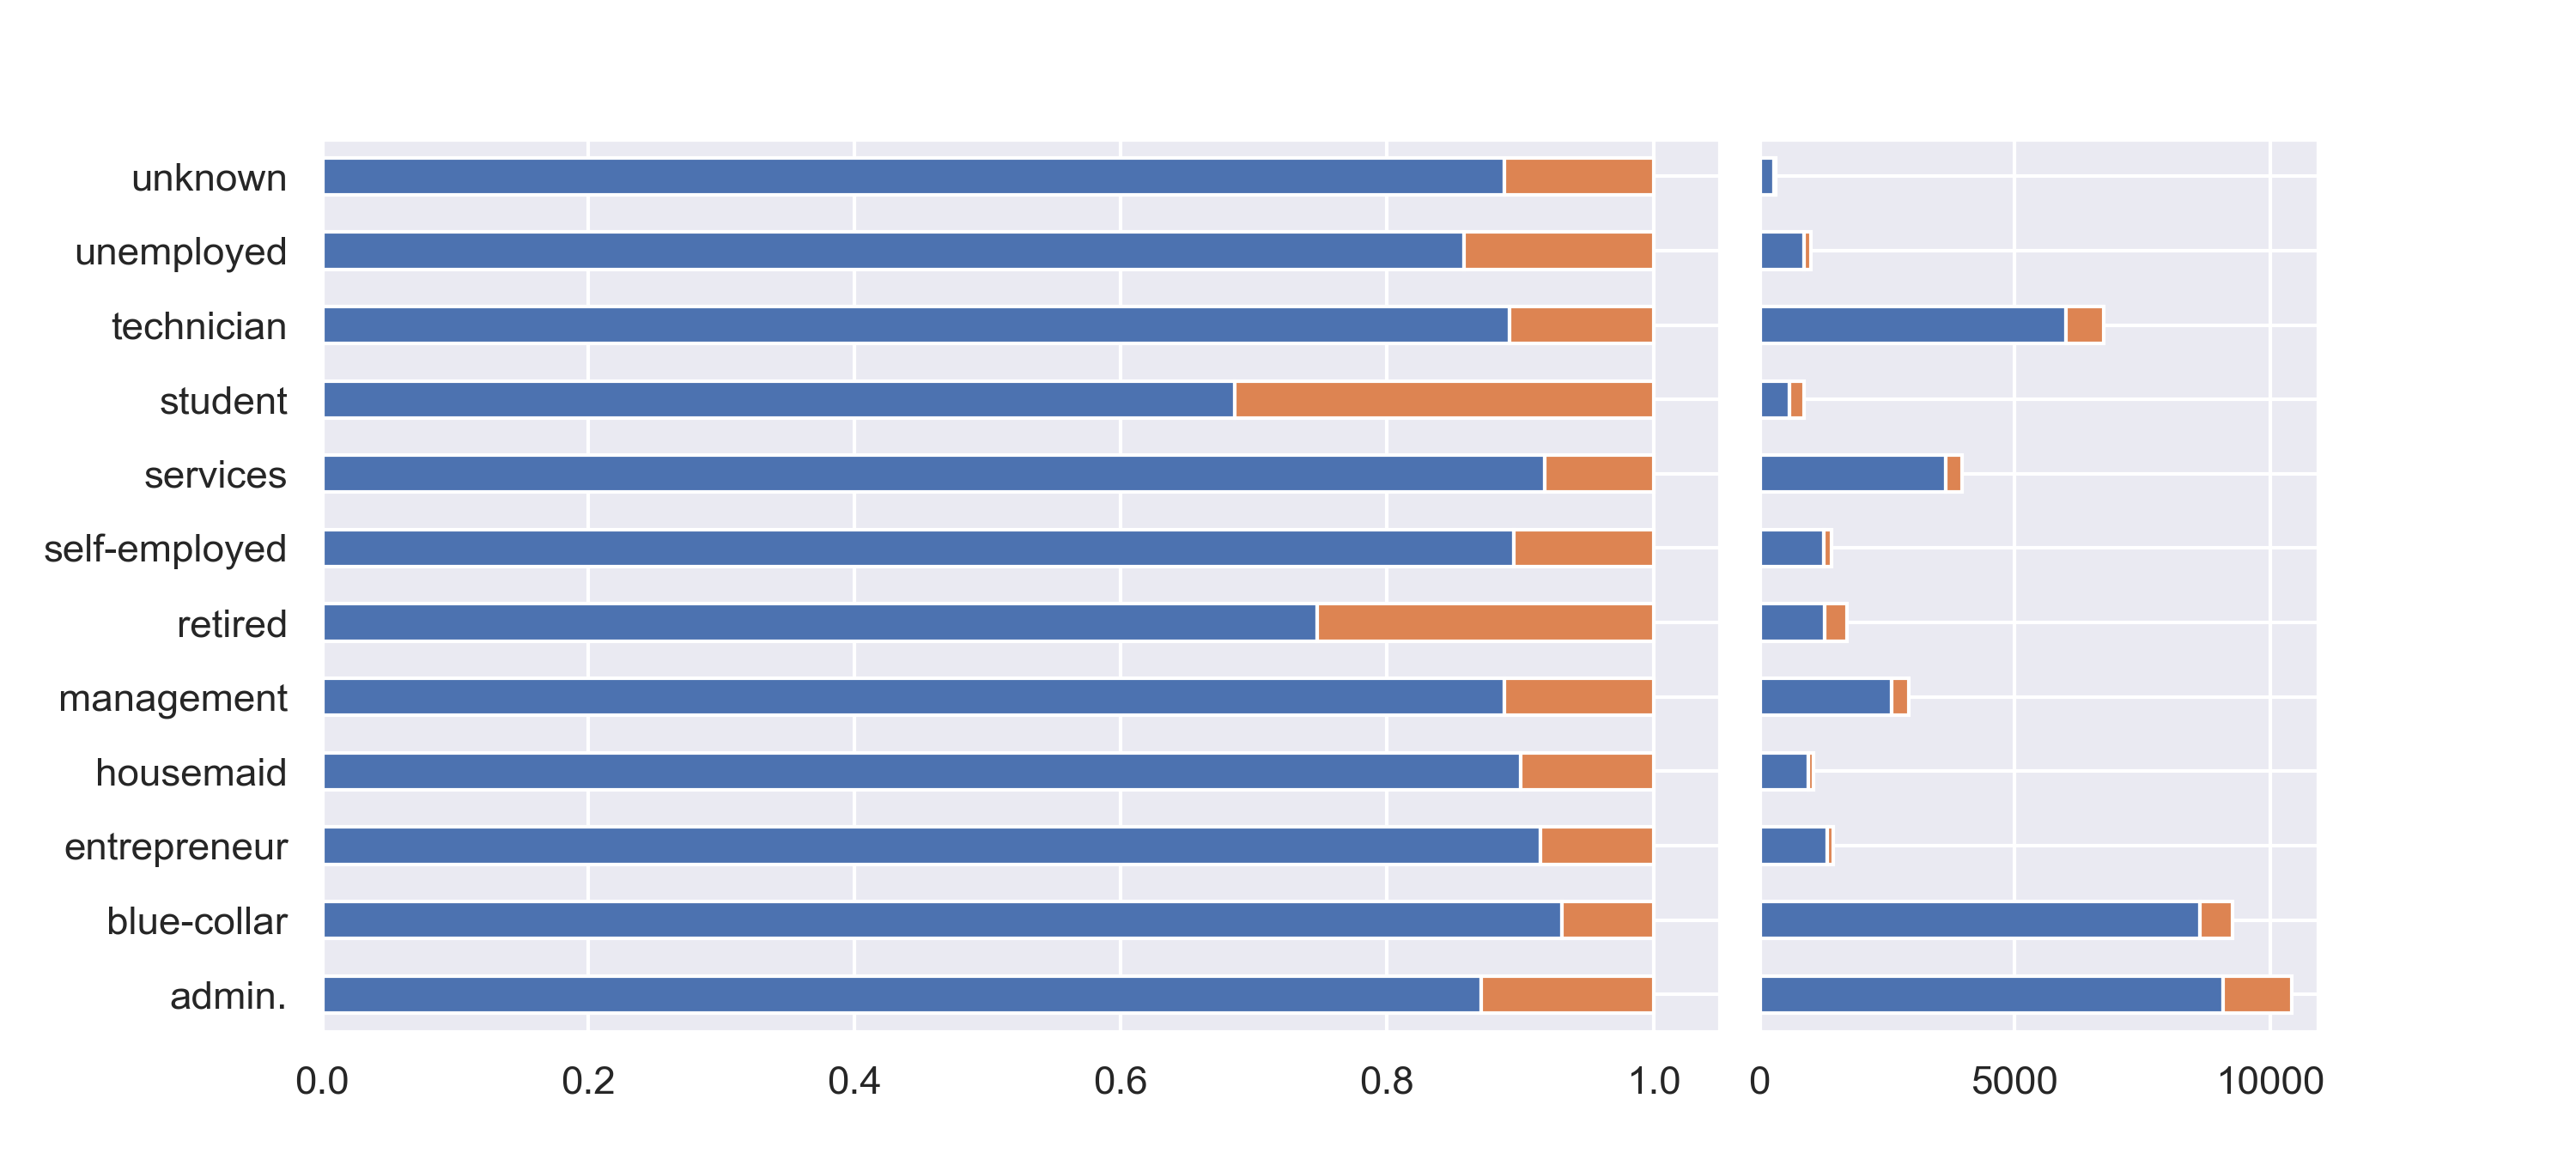 unknown
unemployed
technician
student
services
self-employed
retired
management
housemaid
entrepreneur
blue-collar
admin.
0.0 0.2 0.4 0.6 0.8 1.0 0 5000 10000